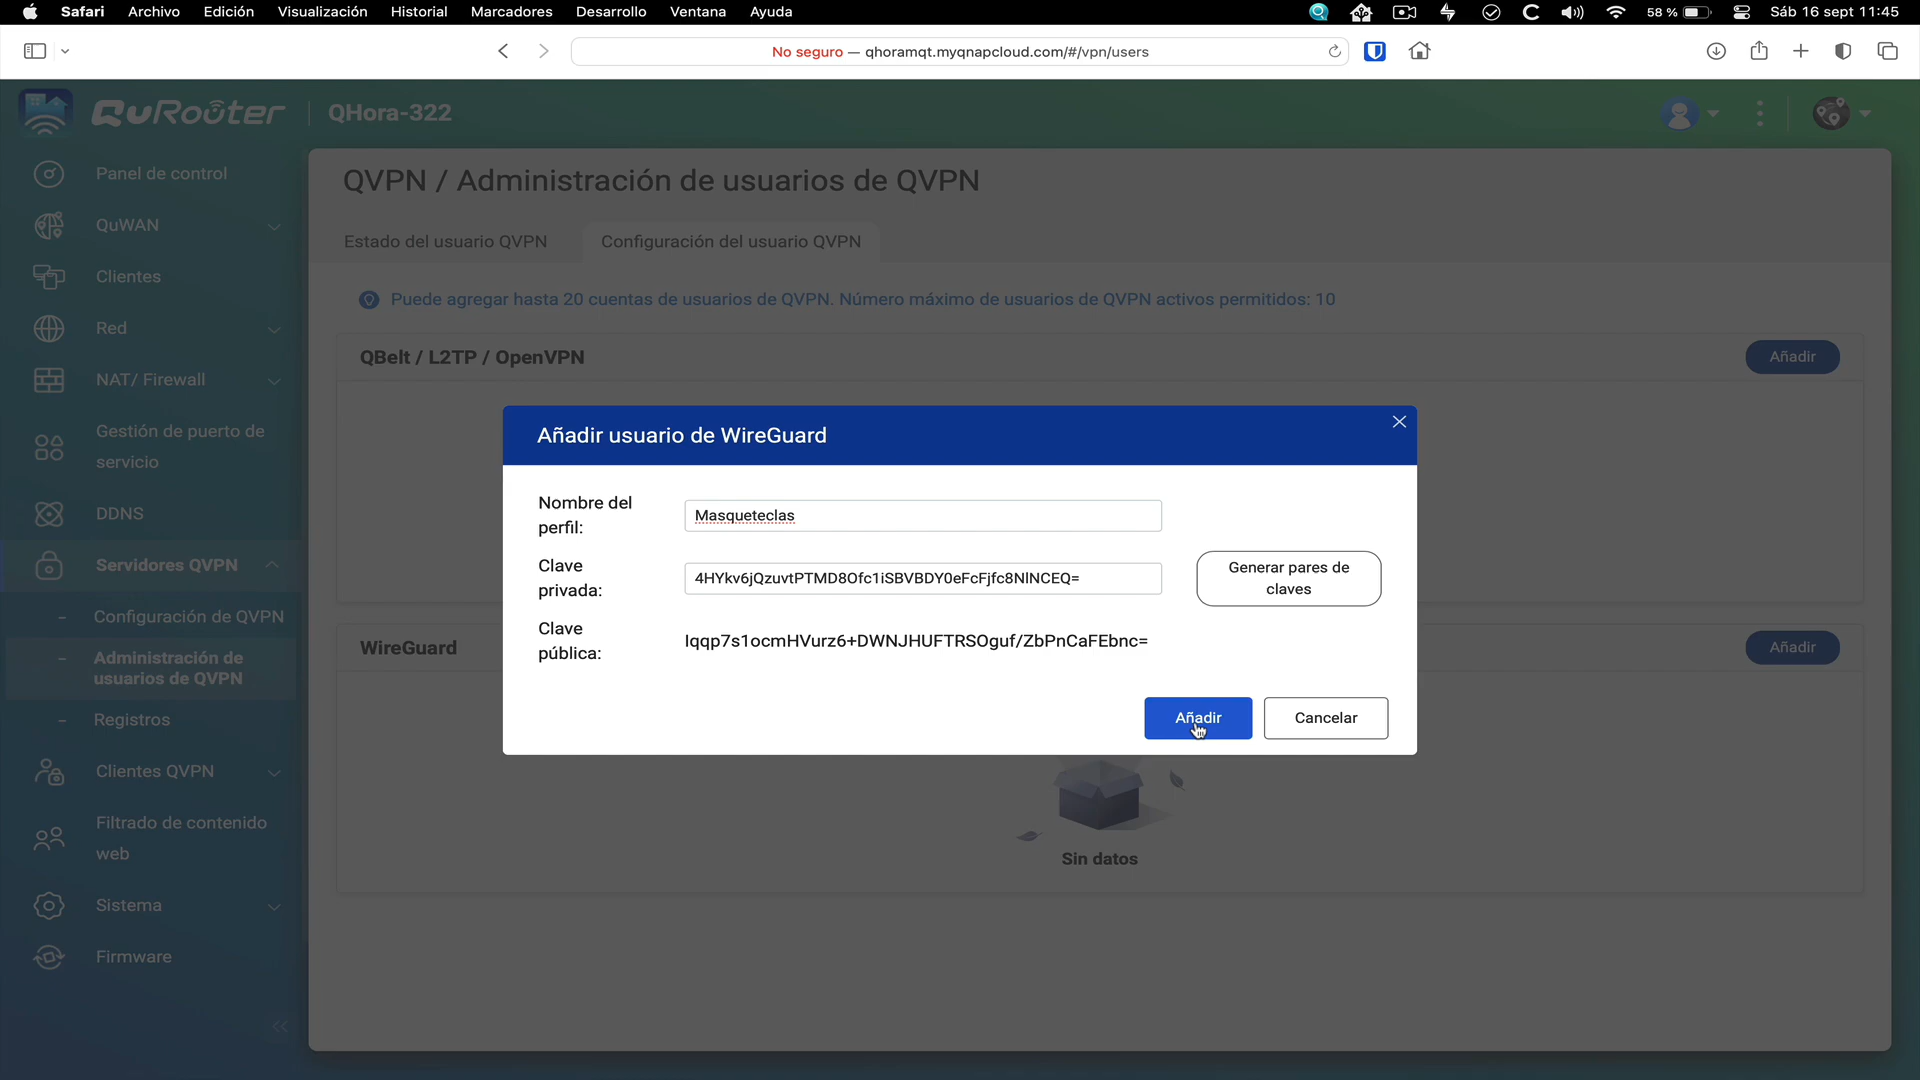 Safari Archivo Edición Visualización Historial Marcadores Desarrollo Ventana Ayuda 58 % Sáb 16 sept 11:45
No seguro — qhoramqt.myqnapcloud.com/#/vpn/users
QuRouter | QHora-322
Panel de control
QuWAN
Clientes
Red
NAT/ Firewall
Gestión de puerto de
servicio
DDNS
Servidores QVPN
Configuración de QVPN
Administración de
usuarios de QVPN
Registros
Clientes QVPN
Filtrado de contenido
web
Sistema
Firmware
QVPN / Administración de usuarios de QVPN
Estado del usuario QVPN Configuración del usuario QVPN
Puede agregar hasta 20 cuentas de usuarios de QVPN. Número máximo de usuarios de QVPN activos permitidos: 10
QBelt / L2TP / OpenVPN Añadir
WireGuard Añadir
Sin datos
Añadir usuario de WireGuard
Nombre del
perfil:
Masqueteclas
Clave
privada:
4HYkv6jQzuvtPTMD8Ofc1iSBVBDY0eFcFjfc8NlNCEQ=
Generar pares de
claves
Clave
pública:
Iqqp7s1ocmHVurz6+DWNJHUFTRSOguf/ZbPnCaFEbnc=
Añadir Cancelar